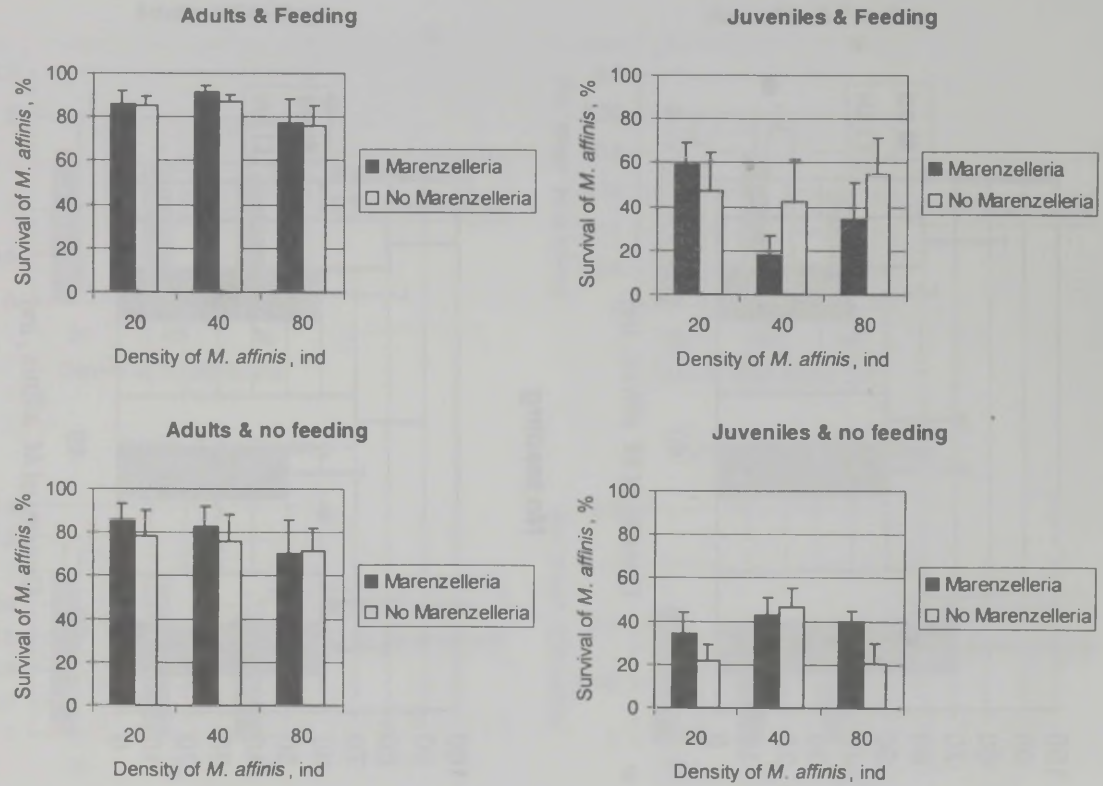 Adults & Feeding
Survival of M. affinis, %
100
80
60
40
20
0
20 40 80
Density of M. affinis, ind
Marenzelleria
No Marenzelleria
Juveniles & Feeding
Survival of M. affinis, %
100
80
60
40
20
0
20 40 80
Density of M. affinis, ind
Marenzelleria
No Marenzelleria
Adults & no feeding
Survival of M. affinis, %
100
80
60
40
20
0
20 40 80
Density of M. affinis, ind
Marenzelleria
No Marenzelleria
Juveniles & no feeding
Survival of M. affinis, %
100
80
60
40
20
0
20 40 80
Density of M. affinis, ind
Marenzelleria
No Marenzelleria